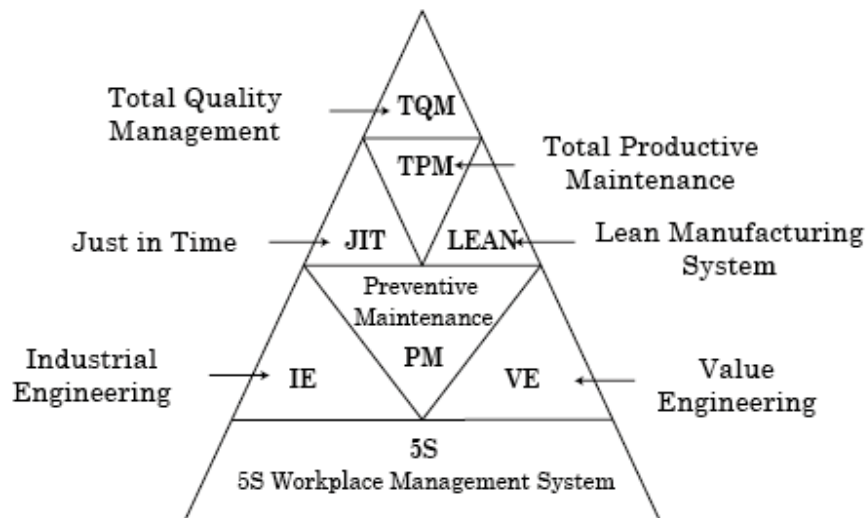 Total Quality
Management
TQM
TPM
Total Productive
Maintenance
Just in Time
JIT
LEAN
Lean Manufacturing
System
Preventive
Maintenance
PM
Industrial
Engineering
IE
VE
Value
Engineering
5S
5S Workplace Management System